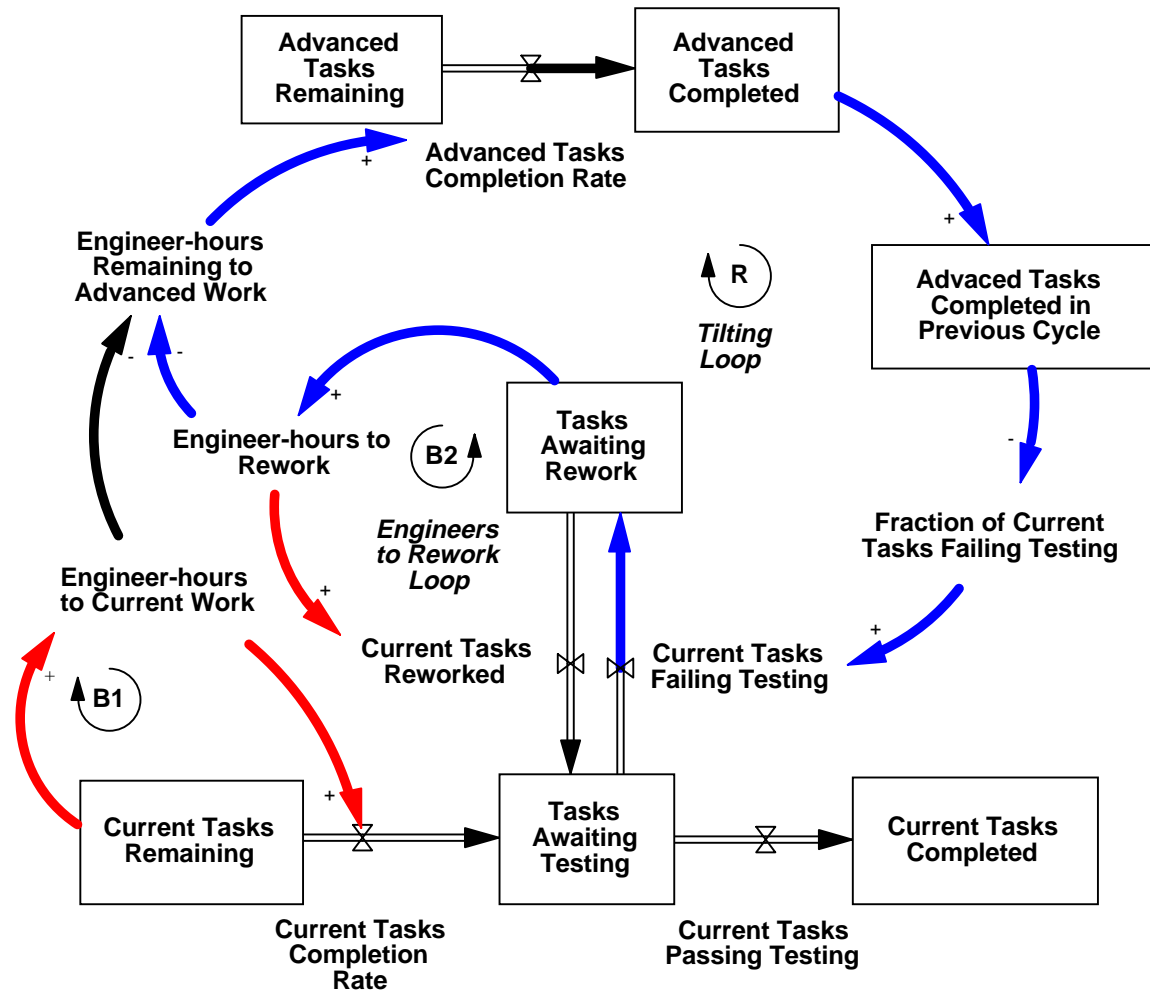 Advanced
Tasks
Remaining
Advanced
Tasks
Completed
+
Advanced Tasks
Completion Rate
+
Engineer-hours
Remaining to
Advanced Work
R
Tilting
Loop
Advaced Tasks
Completed in
Previous Cycle
-
-
+
Engineer-hours to
Rework
B2
Tasks
Awaiting
Rework
-
Engineers
to Rework
Loop
Fraction of Current
Tasks Failing Testing
Engineer-hours
to Current Work
+
+
Current Tasks
Reworked
Current Tasks
Failing Testing
+
B1
+
Current Tasks
Remaining
Tasks
Awaiting
Testing
Current Tasks
Completed
Current Tasks
Completion
Rate
Current Tasks
Passing Testing